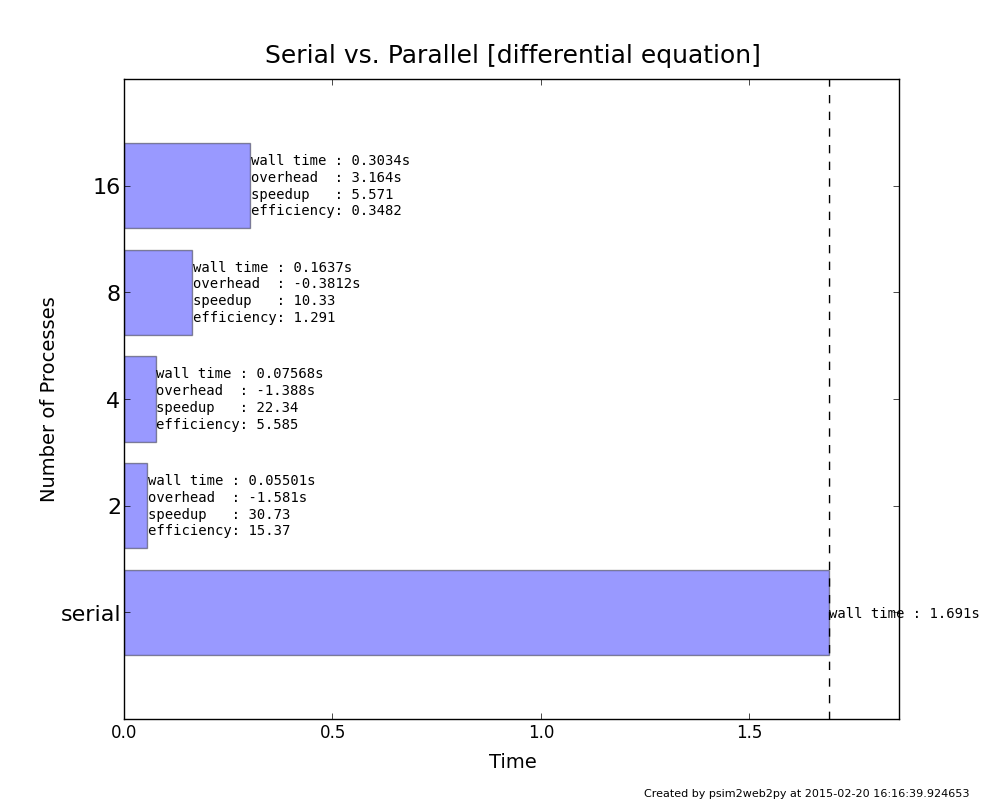 Serial vs. Parallel [differential equation]
Number of Processes
16
wall time : 0.3034s
overhead  : 3.164s
speedup   : 5.571
efficiency: 0.3482
8
wall time : 0.1637s
overhead  : -0.3812s
speedup   : 10.33
efficiency: 1.291
4
wall time : 0.07568s
overhead  : -1.388s
speedup   : 22.34
efficiency: 5.585
2
wall time : 0.05501s
overhead  : -1.581s
speedup   : 30.73
efficiency: 15.37
serial
wall time : 1.691s
0.0 0.5 1.0 1.5
Time
Created by psim2web2py at 2015-02-20 16:16:39.924653